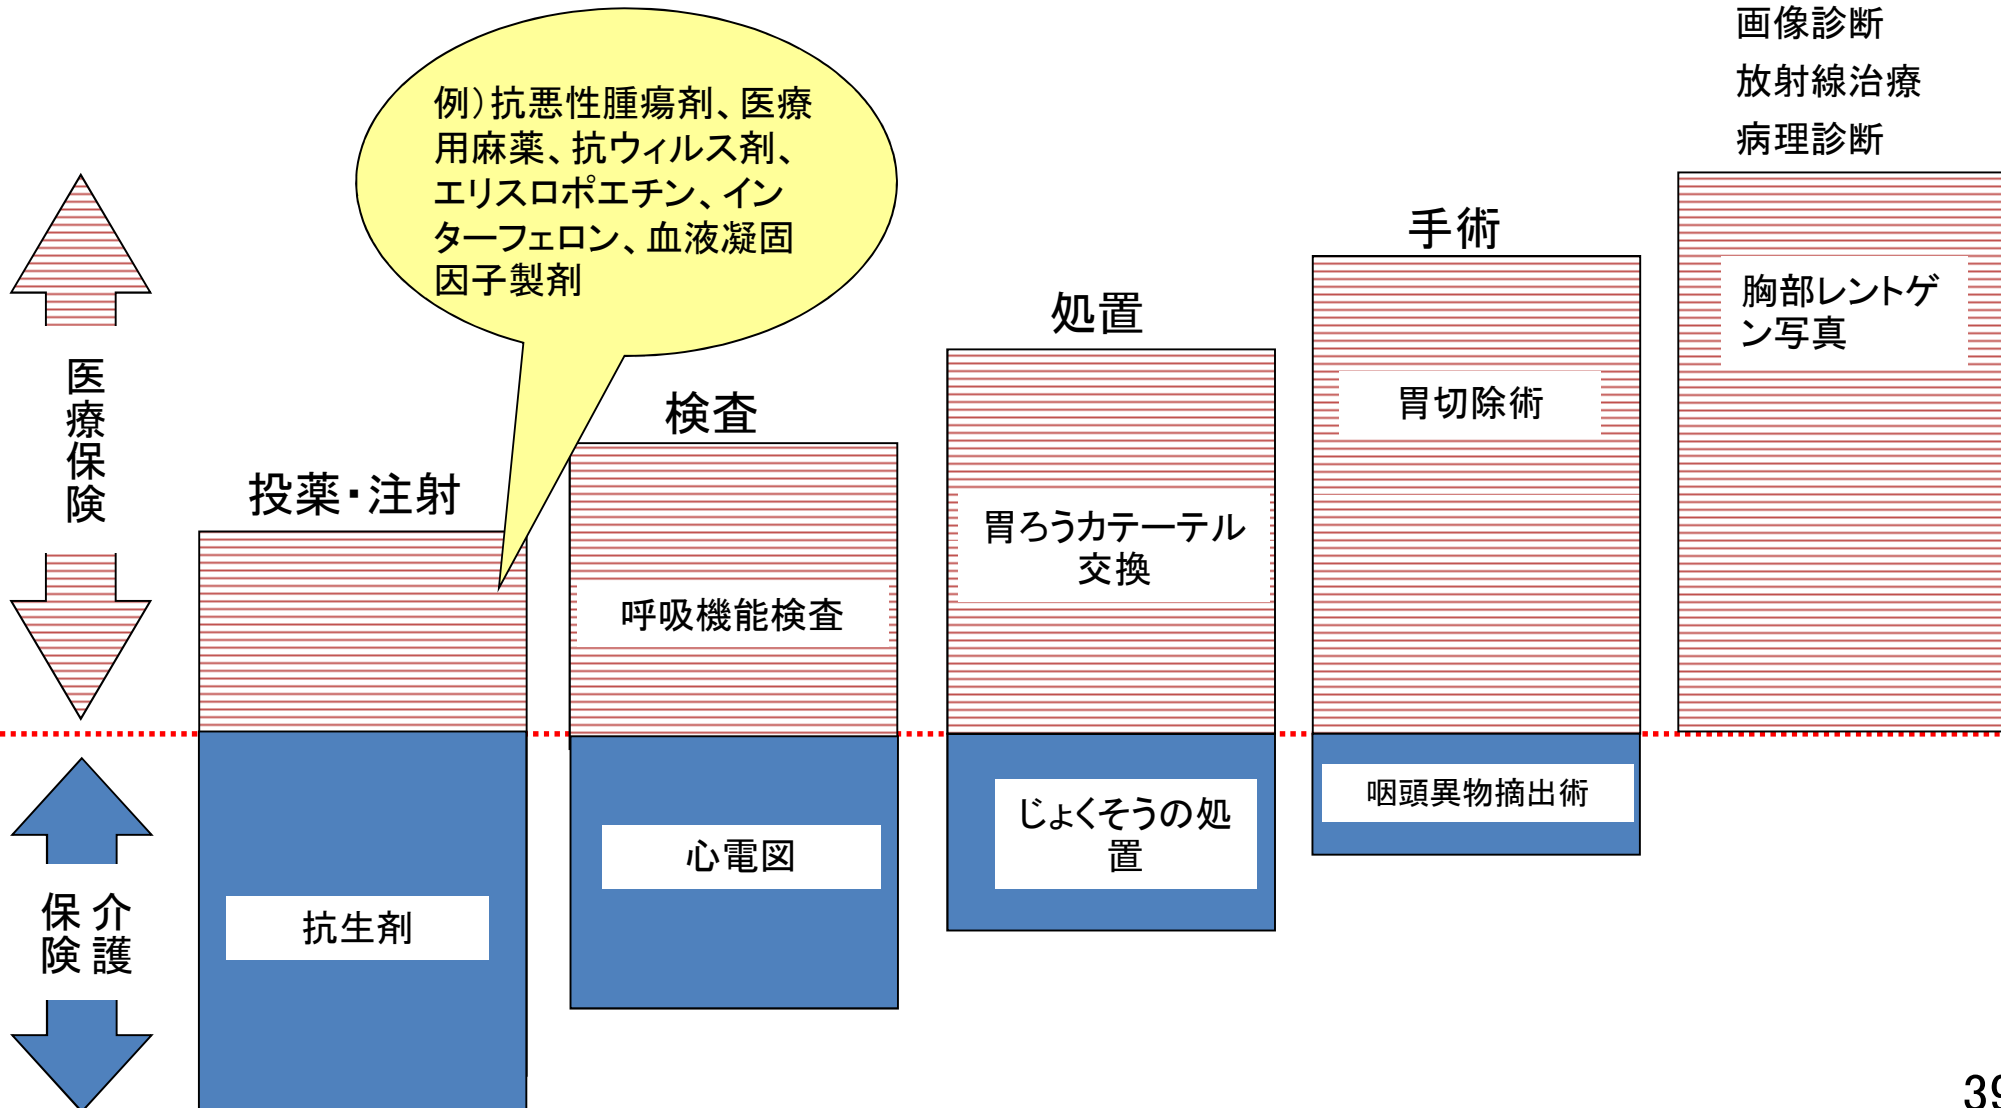 画像診断
放射線治療
病理診断
例）抗悪性腫瘍剤、医療
用麻薬、抗ウィルス剤、
エリスロポエチン、イン
ターフェロン、血液凝固
因子製剤
手術
処置
検査
投薬・注射
医療保険
胸部レントゲ
ン写真
胃切除術
胃ろうカテーテル
交換
呼吸機能検査
介護
保険
抗生剤
心電図
じょくそうの処
置
咽頭異物摘出術
39